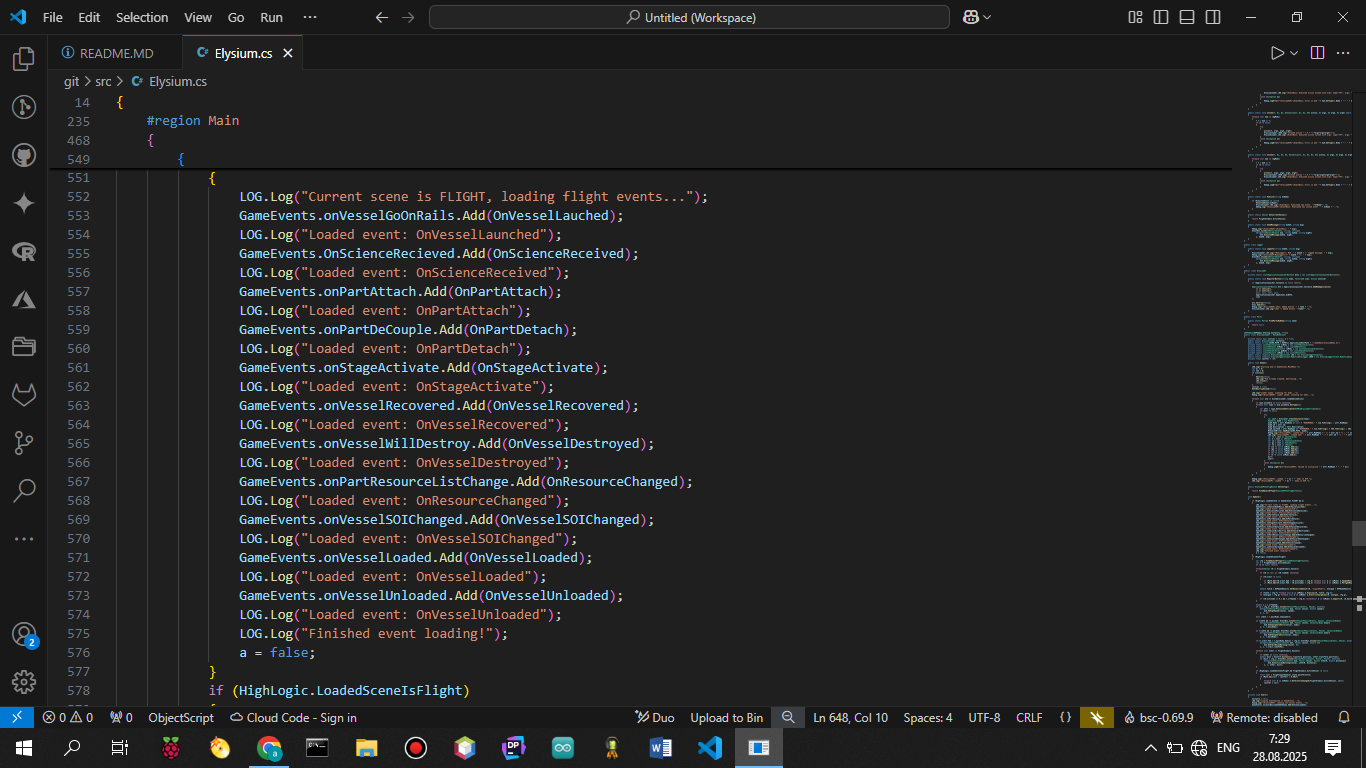 File Edit Selection View Go Run ··· Untitled (Workspace)
README.MD Elysium.cs
git > src > Elysium.cs
14 {
235 #region Main
468 {
549 {
551 {
552 LOG.Log("Current scene is FLIGHT, loading flight events...");
553 GameEvents.onVesselGoOnRails.Add(OnVesselLauched);
554 LOG.Log("Loaded event: OnVesselLaunched");
555 GameEvents.OnScienceRecieved.Add(OnScienceReceived);
556 LOG.Log("Loaded event: OnScienceReceived");
557 GameEvents.onPartAttach.Add(OnPartAttach);
558 LOG.Log("Loaded event: OnPartAttach");
559 GameEvents.onPartDeCouple.Add(OnPartDetach);
560 LOG.Log("Loaded event: OnPartDetach");
561 GameEvents.onStageActivate.Add(OnStageActivate);
562 LOG.Log("Loaded event: OnStageActivate");
563 GameEvents.onVesselRecovered.Add(OnVesselRecovered);
564 LOG.Log("Loaded event: OnVesselRecovered");
565 GameEvents.onVesselWillDestroy.Add(OnVesselDestroyed);
566 LOG.Log("Loaded event: OnVesselDestroyed");
567 GameEvents.onPartResourceListChange.Add(OnResourceChanged);
568 LOG.Log("Loaded event: OnResourceChanged");
569 GameEvents.onVesselSOIChanged.Add(OnVesselSOIChanged);
570 LOG.Log("Loaded event: OnVesselSOIChanged");
571 GameEvents.onVesselLoaded.Add(OnVesselLoaded);
572 LOG.Log("Loaded event: OnVesselLoaded");
573 GameEvents.onVesselUnloaded.Add(OnVesselUnloaded);
574 LOG.Log("Loaded event: OnVesselUnloaded");
575 LOG.Log("Finished event loading!");
576 a = false;
577 }
578 if (HighLogic.LoadedSceneIsFlight)
2
0 0 0 ObjectScript Cloud Code - Sign in Duo Upload to Bin Ln 648, Col 10 Spaces: 4 UTF-8 CRLF {} bsc-0.69.9 Remote: disabled
ENG 7:29
28.08.2025